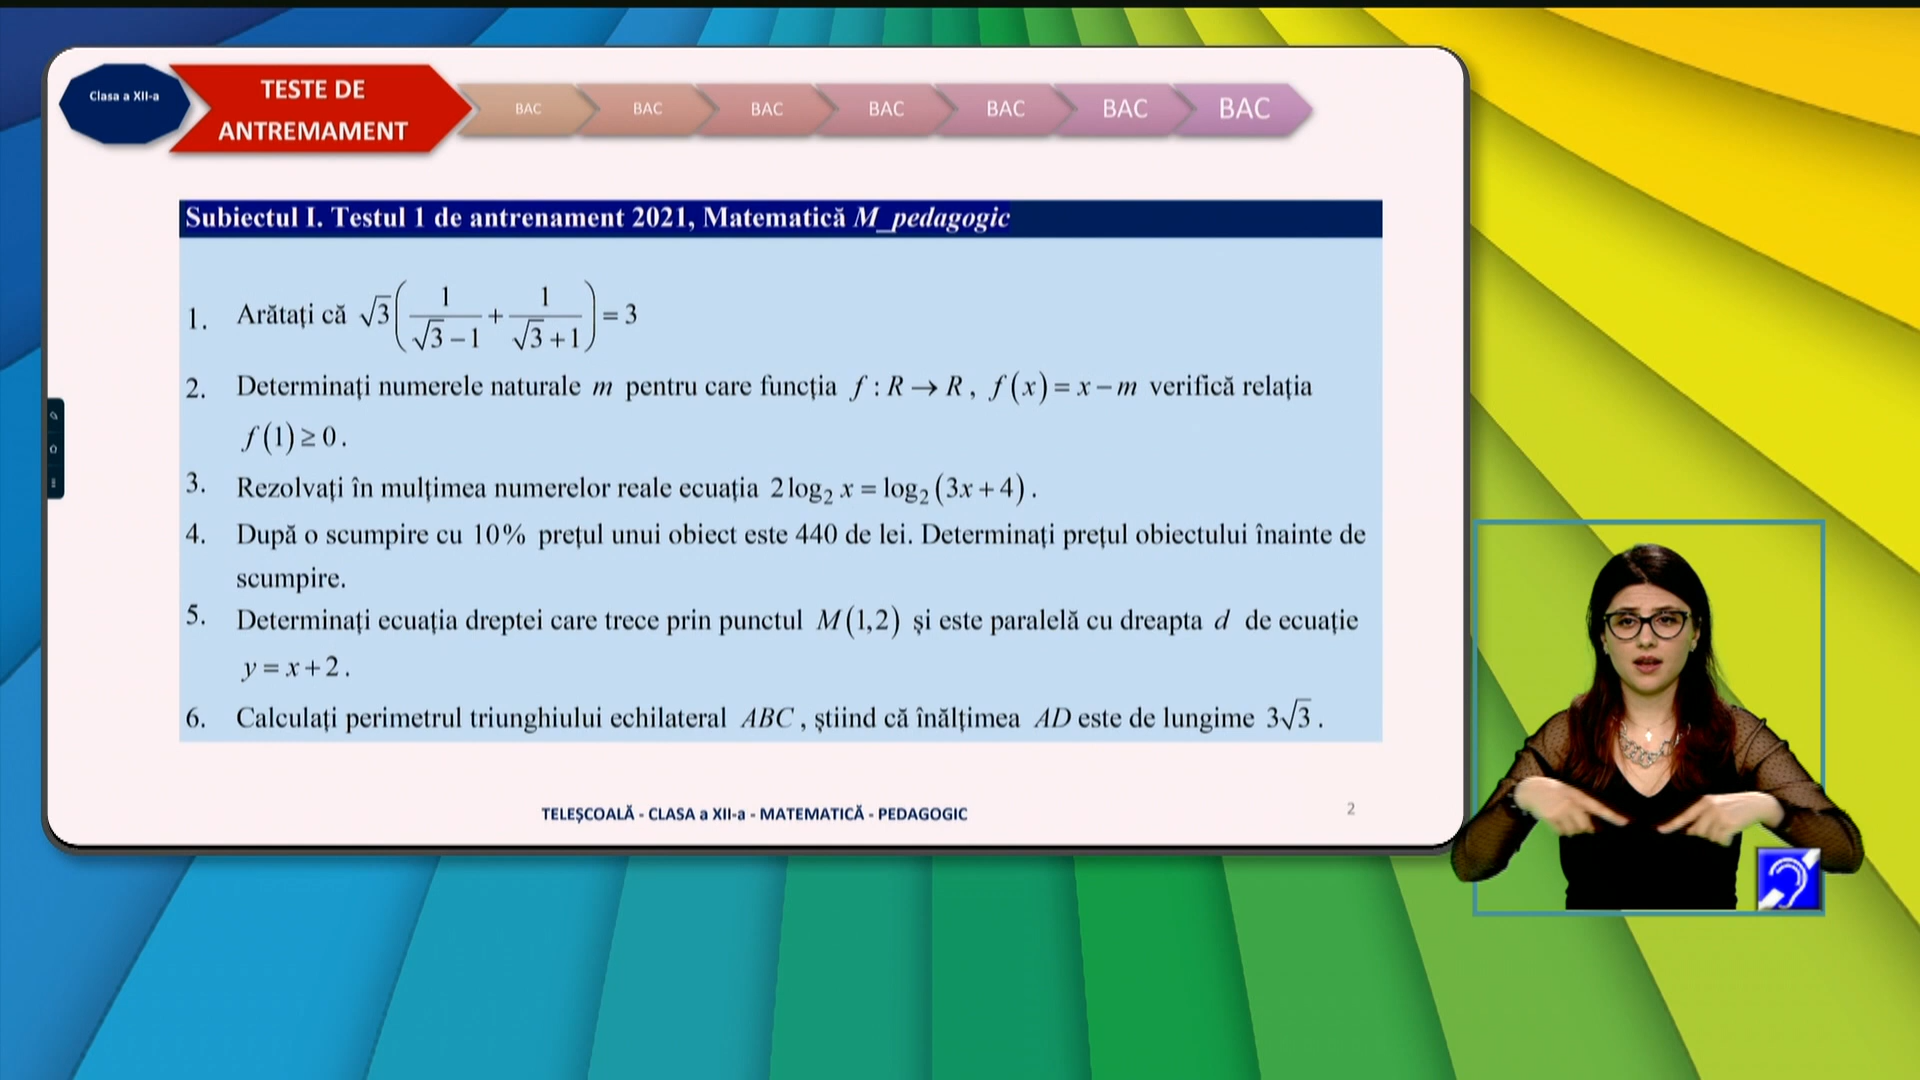 Clasa a XII-a
TESTE DE
ANTREMAMENT
BAC BAC BAC BAC BAC BAC BAC
Subiectul I. Testul 1 de antrenament 2021, Matematică M_pedagogic
1. Arătați că √3(1/(√3−1) + 1/(√3+1)) = 3
2. Determinați numerele naturale m pentru care funcția f : R → R, f(x) = x − m verifică relația
f(1) ≥ 0.
3. Rezolvați în mulțimea numerelor reale ecuația 2log₂ x = log₂(3x + 4).
4. După o scumpire cu 10% prețul unui obiect este 440 de lei. Determinați prețul obiectului înainte de
scumpire.
5. Determinați ecuația dreptei care trece prin punctul M(1,2) și este paralelă cu dreapta d de ecuație
y = x + 2.
6. Calculați perimetrul triunghiului echilateral ABC, știind că înălțimea AD este de lungime 3√3.
TELEȘCOALĂ - CLASA a XII-a - MATEMATICĂ - PEDAGOGIC
2